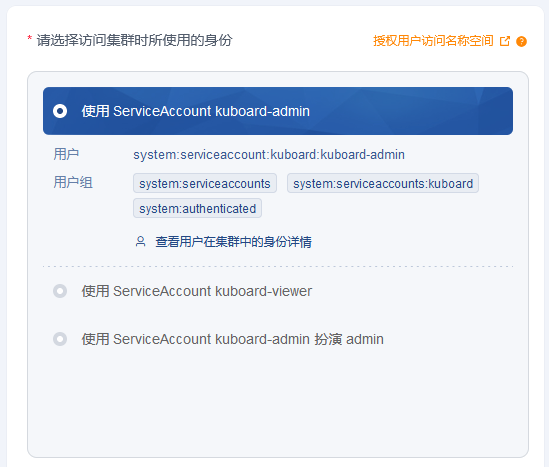 * 请选择访问集群时所使用的身份 授权用户访问名称空间 ?
使用 ServiceAccount kuboard-admin
用户 system:serviceaccount:kuboard:kuboard-admin
用户组 system:serviceaccounts system:serviceaccounts:kuboard
system:authenticated
查看用户在集群中的身份详情
使用 ServiceAccount kuboard-viewer
使用 ServiceAccount kuboard-admin 扮演 admin